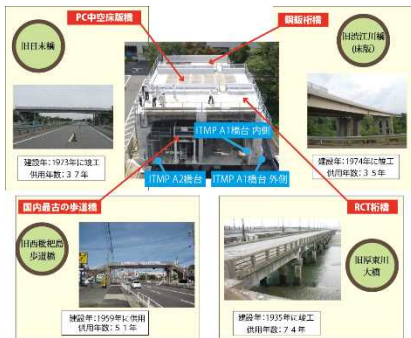 PC中空床版橋
鋼鈑桁橋
旧日末橋
建設年:1973年に竣工
供用年数:37年
旧渋江川橋
(床版)
建設年:1974年に竣工
供用年数:35年
ITMP A1橋台 内側
ITMP A2橋台
ITMP A1橋台 外側
国内最古の歩道橋
RCT桁橋
旧西枇杷島
歩道橋
建設年:1959年に供用
供用年数:51年
旧厚東川
大橋
建設年:1935年に竣工
供用年数:74年